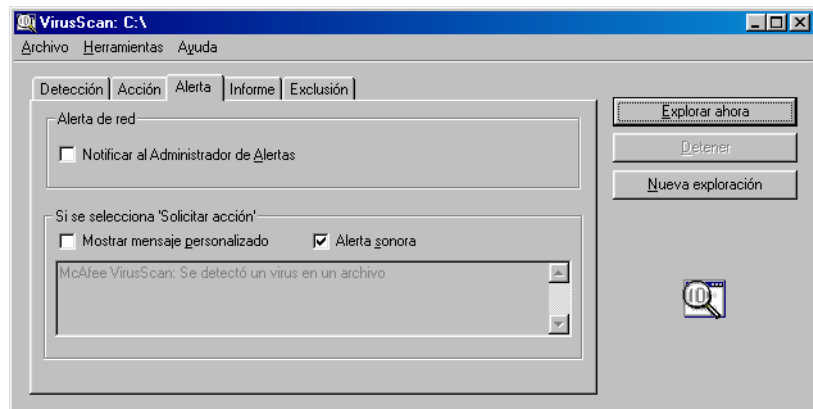 VirusScan: C:\
Archivo Herramientas Ayuda
Detección Acción Alerta Informe Exclusión
Alerta de red
Notificar al Administrador de Alertas
Si se selecciona 'Solicitar acción'
Mostrar mensaje personalizado Alerta sonora
McAfee VirusScan: Se detectó un virus en un archivo
Explorar ahora
Detener
Nueva exploración